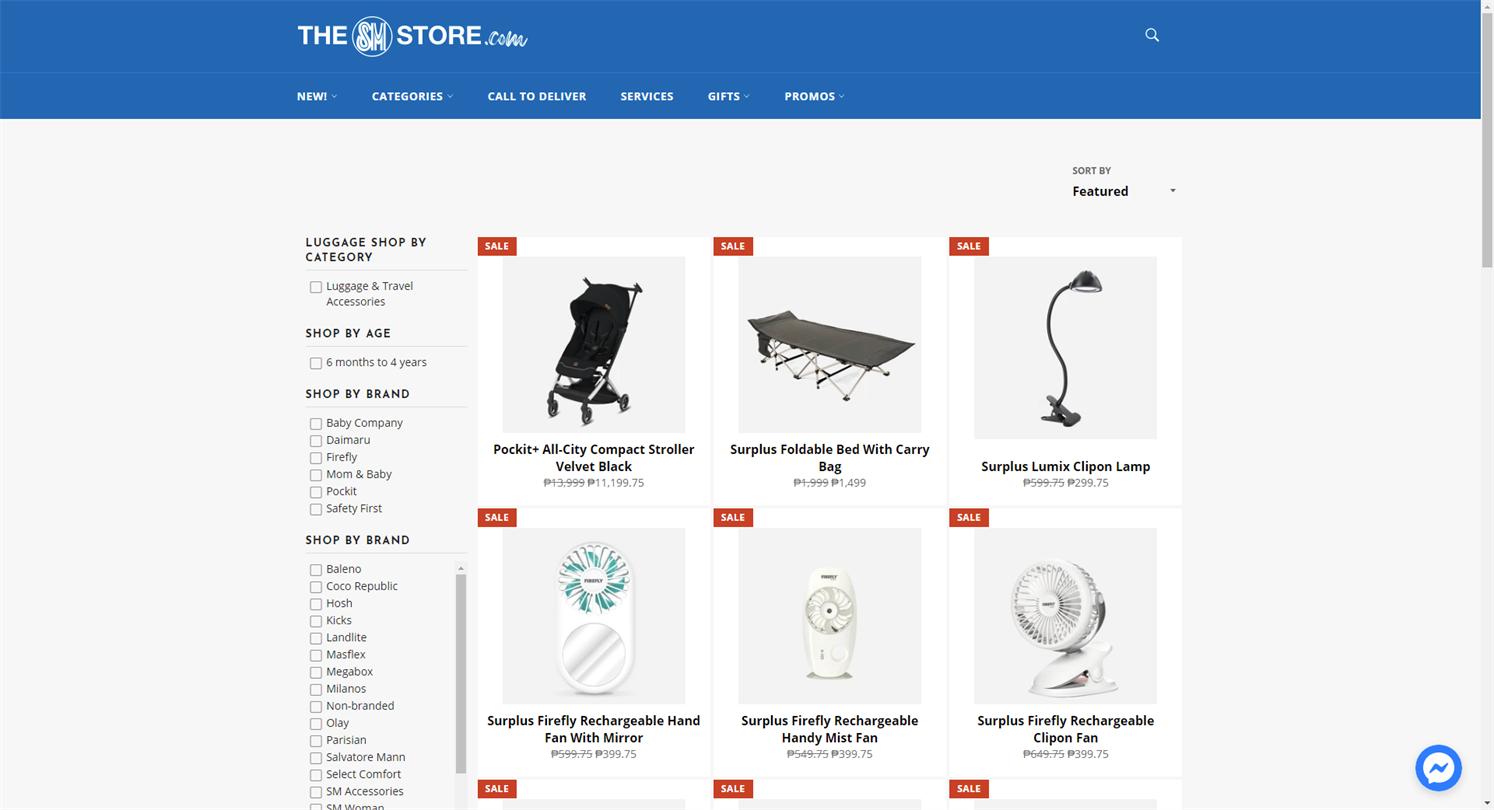 THE SM STORE.com
NEW!
CATEGORIES
CALL TO DELIVER
SERVICES
GIFTS
PROMOS
SORT BY
Featured
LUGGAGE SHOP BY
CATEGORY
Luggage & Travel
Accessories
SHOP BY AGE
6 months to 4 years
SHOP BY BRAND
Baby Company
Daimaru
Firefly
Mom & Baby
Pockit
Safety First
SHOP BY BRAND
Baleno
Coco Republic
Hosh
Kicks
Landlite
Masflex
Megabox
Milanos
Non-branded
Olay
Parisian
Salvatore Mann
Select Comfort
SM Accessories
SM Woman
SALE
Pockit+ All-City Compact Stroller
Velvet Black
₱13,999 ₱11,199.75
SALE
Surplus Foldable Bed With Carry
Bag
₱1,999 ₱1,499
SALE
Surplus Lumix Clipon Lamp
₱599.75 ₱299.75
SALE
FIREFLY
Surplus Firefly Rechargeable Hand
Fan With Mirror
₱599.75 ₱399.75
SALE
FIREFLY
Surplus Firefly Rechargeable
Handy Mist Fan
₱549.75 ₱399.75
SALE
FIREFLY
Surplus Firefly Rechargeable
Clipon Fan
₱649.75 ₱399.75
SALE
SALE
SALE